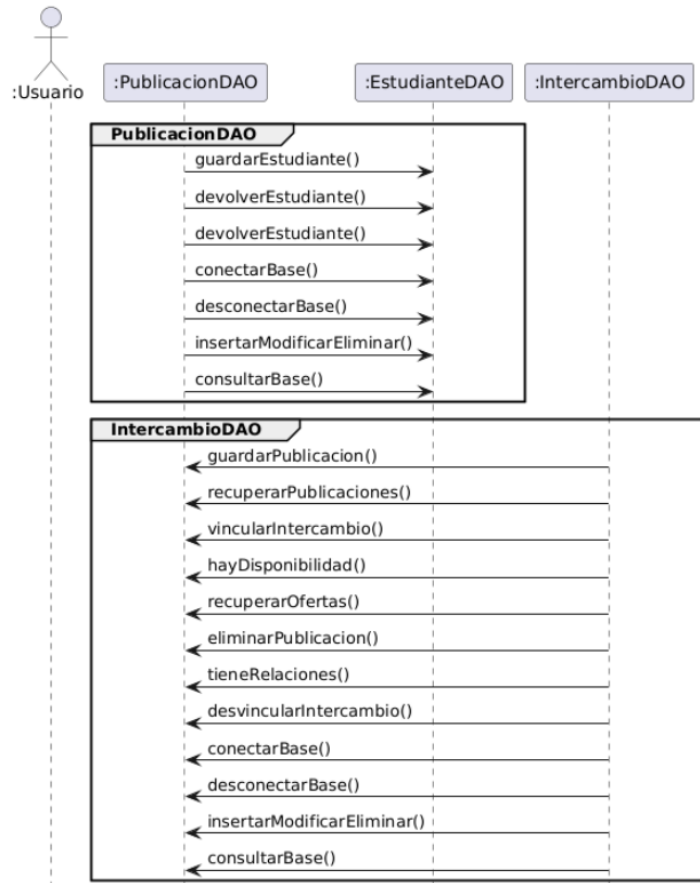 :Usuario
:PublicacionDAO
:EstudianteDAO
:IntercambioDAO
PublicacionDAO
guardarEstudiante()
devolverEstudiante()
devolverEstudiante()
conectarBase()
desconectarBase()
insertarModificarEliminar()
consultarBase()
IntercambioDAO
guardarPublicacion()
recuperarPublicaciones()
vincularIntercambio()
hayDisponibilidad()
recuperarOfertas()
eliminarPublicacion()
tieneRelaciones()
desvincularIntercambio()
conectarBase()
desconectarBase()
insertarModificarEliminar()
consultarBase()